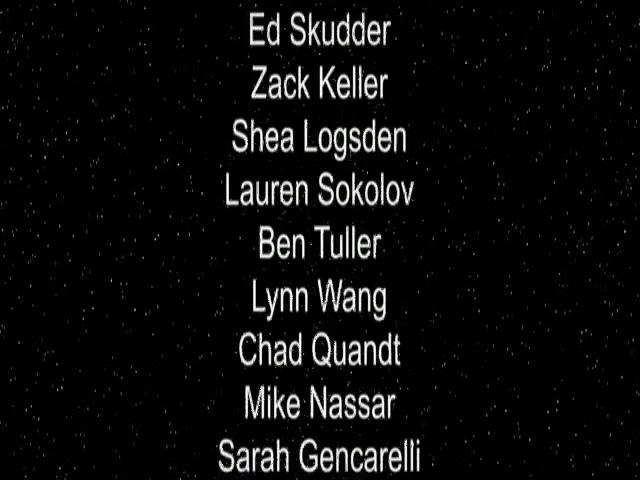 Ed Skudder
Zack Keller
Shea Logsden
Lauren Sokolov
Ben Tuller
Lynn Wang
Chad Quandt
Mike Nassar
Sarah Gencarelli